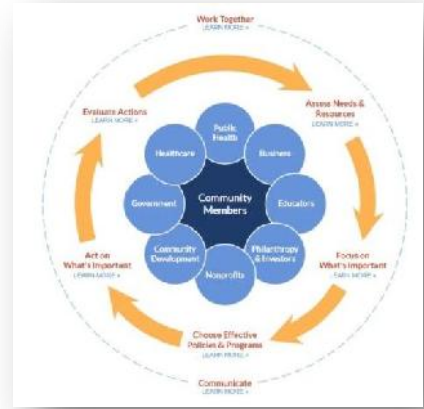 Work Together
LEARN MORE »
Evaluate Actions
LEARN MORE »
Assess Needs &
Resources
LEARN MORE »
Public
Health
Healthcare
Business
Government
Community
Members
Educators
Community
Development
Philanthropy
& Investors
Nonprofits
Act on
What's Important
LEARN MORE »
Focus on
What's Important
LEARN MORE »
Choose Effective
Policies & Programs
LEARN MORE »
Communicate
LEARN MORE »